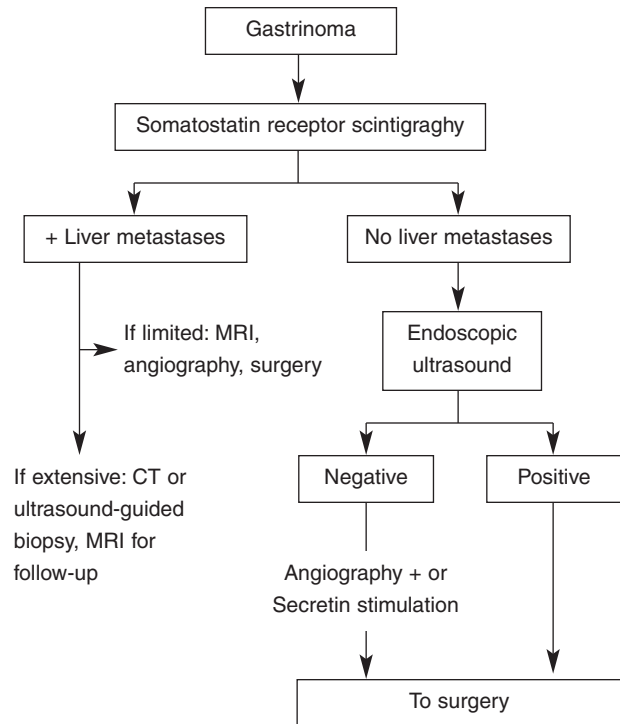 Gastrinoma
Somatostatin receptor scintigraghy
+ Liver metastases
No liver metastases
If limited: MRI,
angiography, surgery
Endoscopic
ultrasound
If extensive: CT or
ultrasound-guided
biopsy, MRI for
follow-up
Negative
Positive
Angiography + or
Secretin stimulation
To surgery